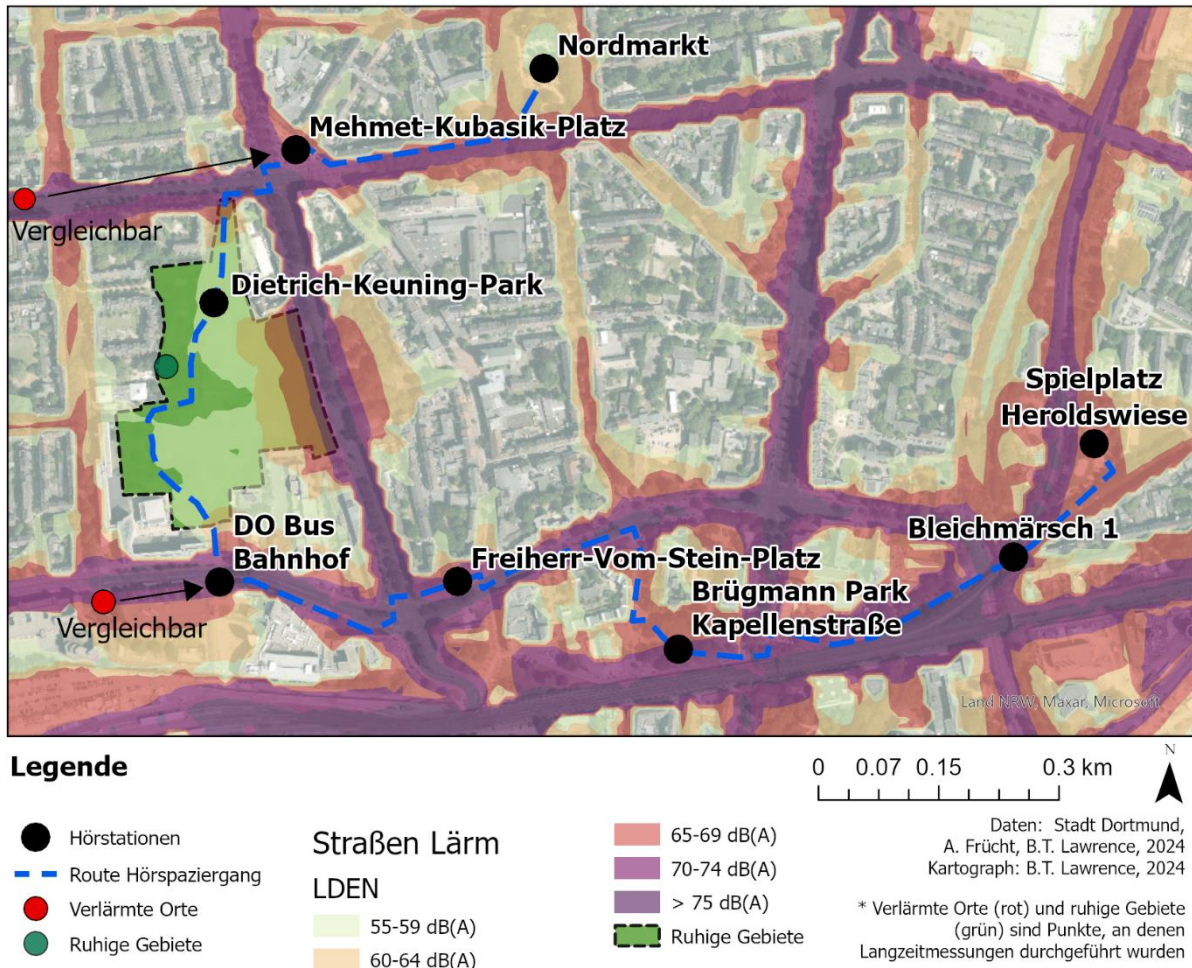 Nordmarkt
Mehmet-Kubasik-Platz
Vergleichbar
Dietrich-Keuning-Park
Spielplatz
Heroldswiese
DO Bus
Bahnhof
Freiherr-Vom-Stein-Platz
Bleichmärsch 1
Brügmann Park
Kapellenstraße
Vergleichbar
Land NRW, Maxar, Microsoft
Legende
Hörstationen
Route Hörspaziergang
Verlärmte Orte
Ruhige Gebiete
Straßen Lärm
LDEN
55-59 dB(A)
60-64 dB(A)
65-69 dB(A)
70-74 dB(A)
> 75 dB(A)
Ruhige Gebiete
0 0.07 0.15 0.3 km
N
Daten: Stadt Dortmund,
A. Frücht, B.T. Lawrence, 2024
Kartograph: B.T. Lawrence, 2024
* Verlärmte Orte (rot) und ruhige Gebiete
(grün) sind Punkte, an denen
Langzeitmessungen durchgeführt wurden